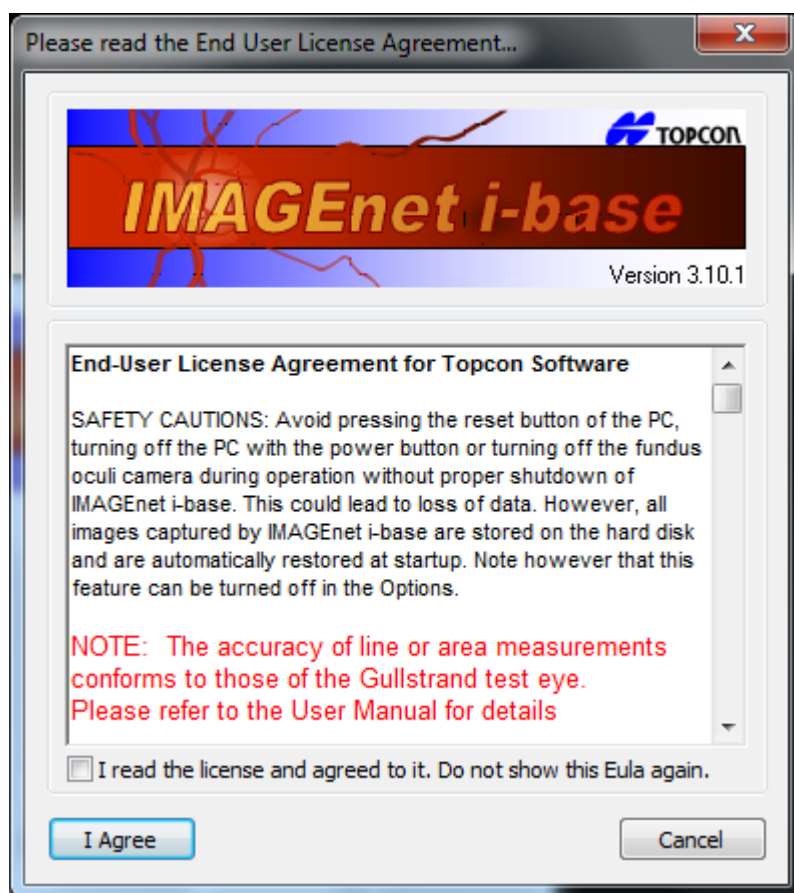 Please read the End User License Agreement...
TOPCON
IMAGEnet i-base
Version 3.10.1
End-User License Agreement for Topcon Software
SAFETY CAUTIONS: Avoid pressing the reset button of the PC,
turning off the PC with the power button or turning off the fundus
oculi camera during operation without proper shutdown of
IMAGEnet i-base. This could lead to loss of data. However, all
images captured by IMAGEnet i-base are stored on the hard disk
and are automatically restored at startup. Note however that this
feature can be turned off in the Options.
NOTE: The accuracy of line or area measurements
conforms to those of the Gullstrand test eye.
Please refer to the User Manual for details
I read the license and agreed to it. Do not show this Eula again.
I Agree
Cancel